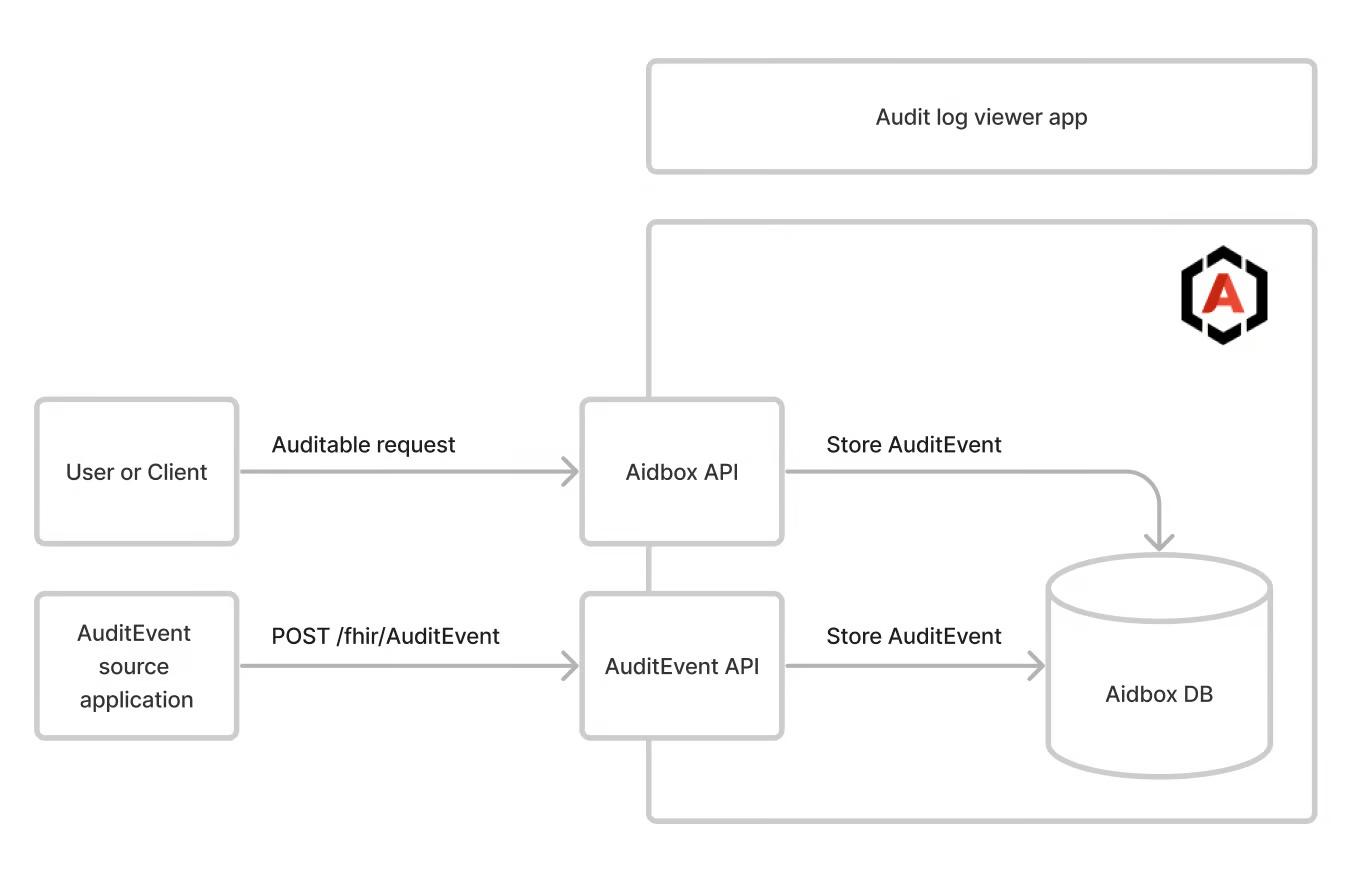 Audit log viewer app
A
Auditable request
Store AuditEvent
User or Client
Aidbox API
AuditEvent
source
application
POST /fhir/AuditEvent
AuditEvent API
Store AuditEvent
Aidbox DB